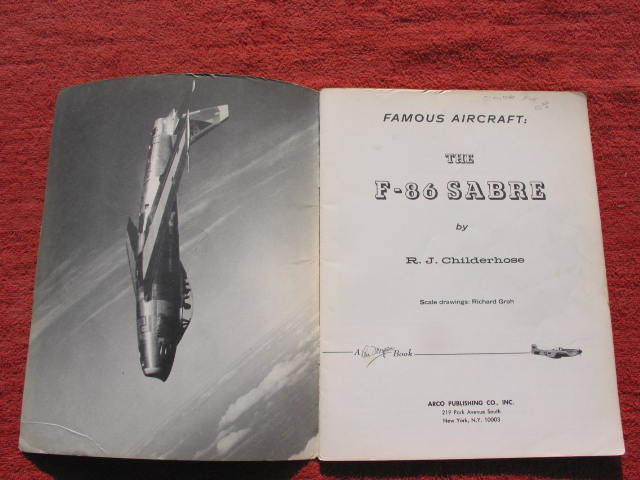 FAMOUS AIRCRAFT:
THE
F-86 SABRE
by
R. J. Childerhose
Scale drawings: Richard Groh
A Book
ARCO PUBLISHING CO., INC.
219 Park Avenue South
New York, N.Y. 10003